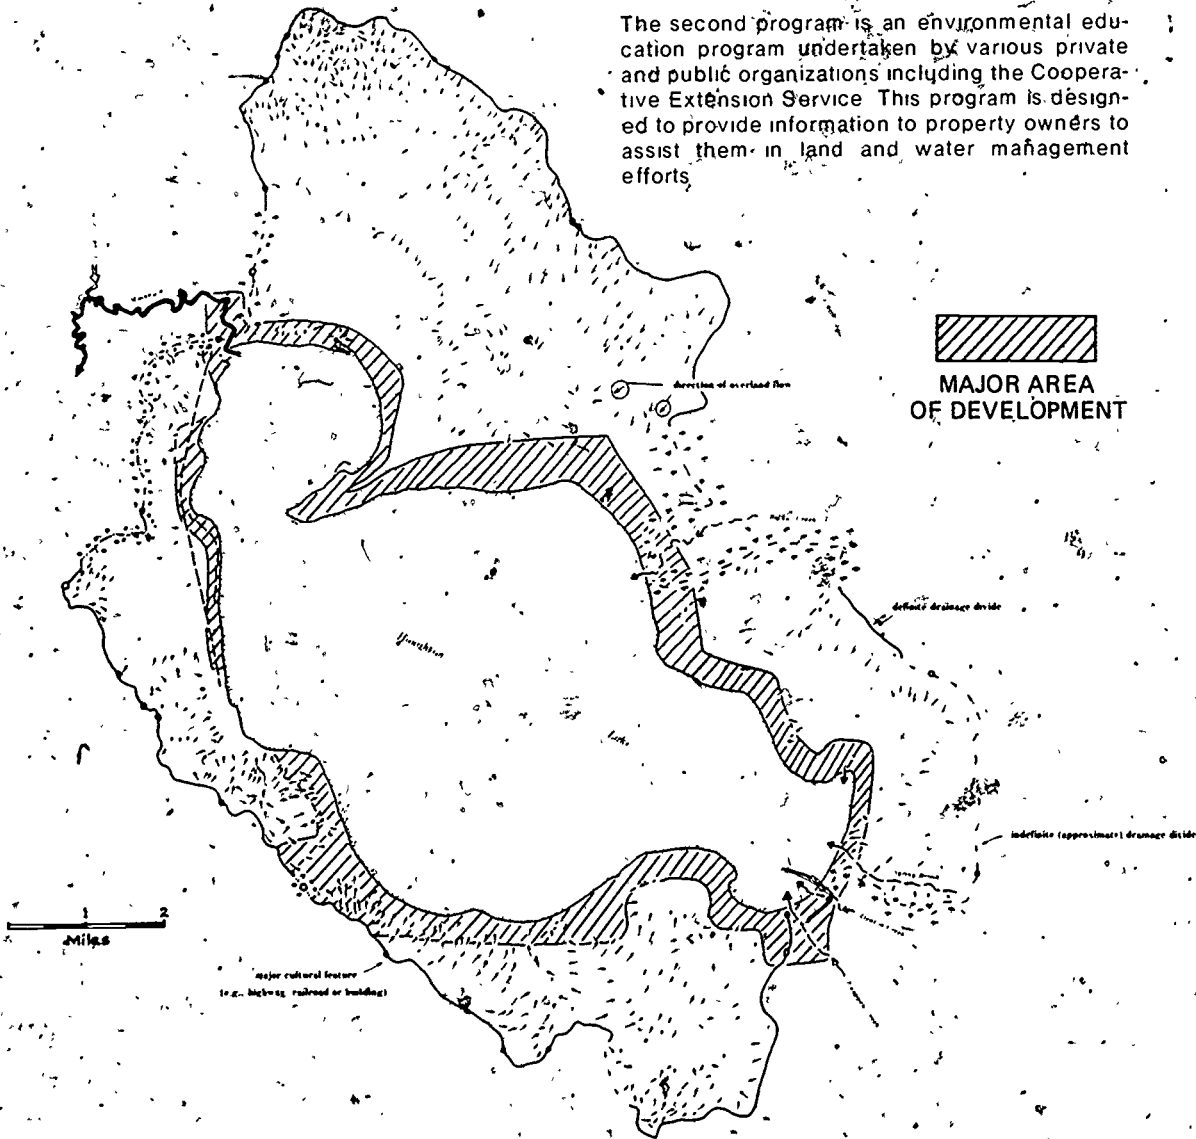 The second program is an environmental edu-
cation program undertaken by various private
and public organizations including the Coopera-
tive Extension Service This program is design-
ed to provide information to property owners to
assist them in land and water management
efforts
MAJOR AREA
OF DEVELOPMENT
direction of overland flow
definite drainage divide
Lake
indefinite (approximate) drainage divide
1 2
Miles
major cultural feature
(e.g., highway, railroad or building)